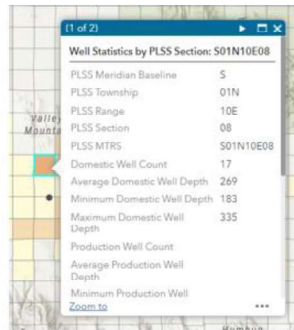 (1 of 2)
Well Statistics by PLSS Section: S01N10E08
PLSS Meridian Baseline S
PLSS Township 01N
PLSS Range 10E
PLSS Section 08
PLSS MTRS S01N10E08
Domestic Well Count 17
Average Domestic Well Depth 269
Minimum Domestic Well Depth 183
Maximum Domestic Well 335
Depth
Production Well Count
Average Production Well
Depth
Minimum Production Well
Zoom to
Valley